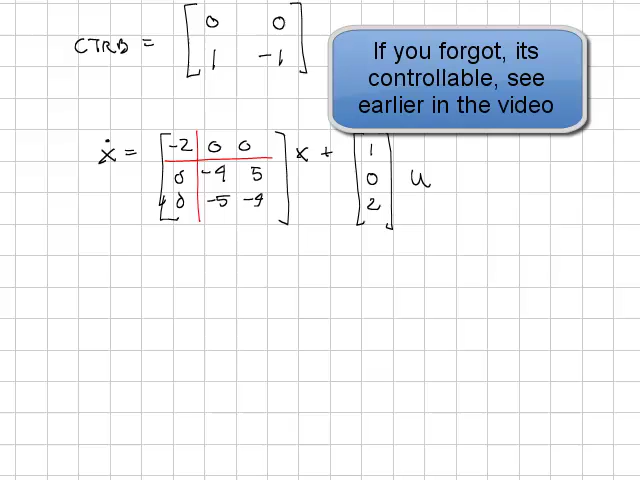 CTRB = [ 0 0
1 -1 ]
If you forgot, its
controllable, see
earlier in the video
ẋ = [ -2 0 0
0 -4 5
0 -5 -4 ] x + [ 1
0
2 ] u